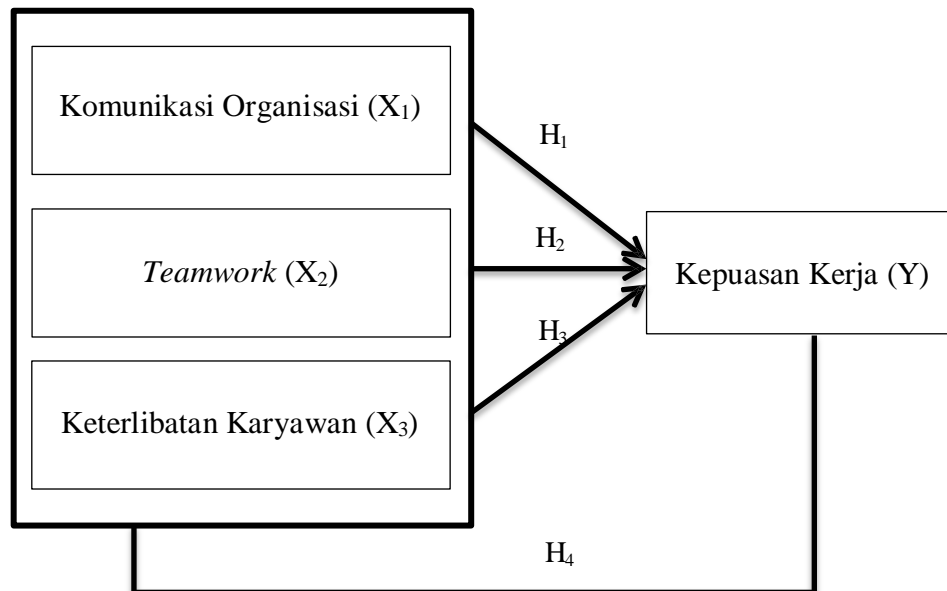 Komunikasi Organisasi (X₁)
H₁
Teamwork (X₂)
H₂
Kepuasan Kerja (Y)
H₃
Keterlibatan Karyawan (X₃)
H₄